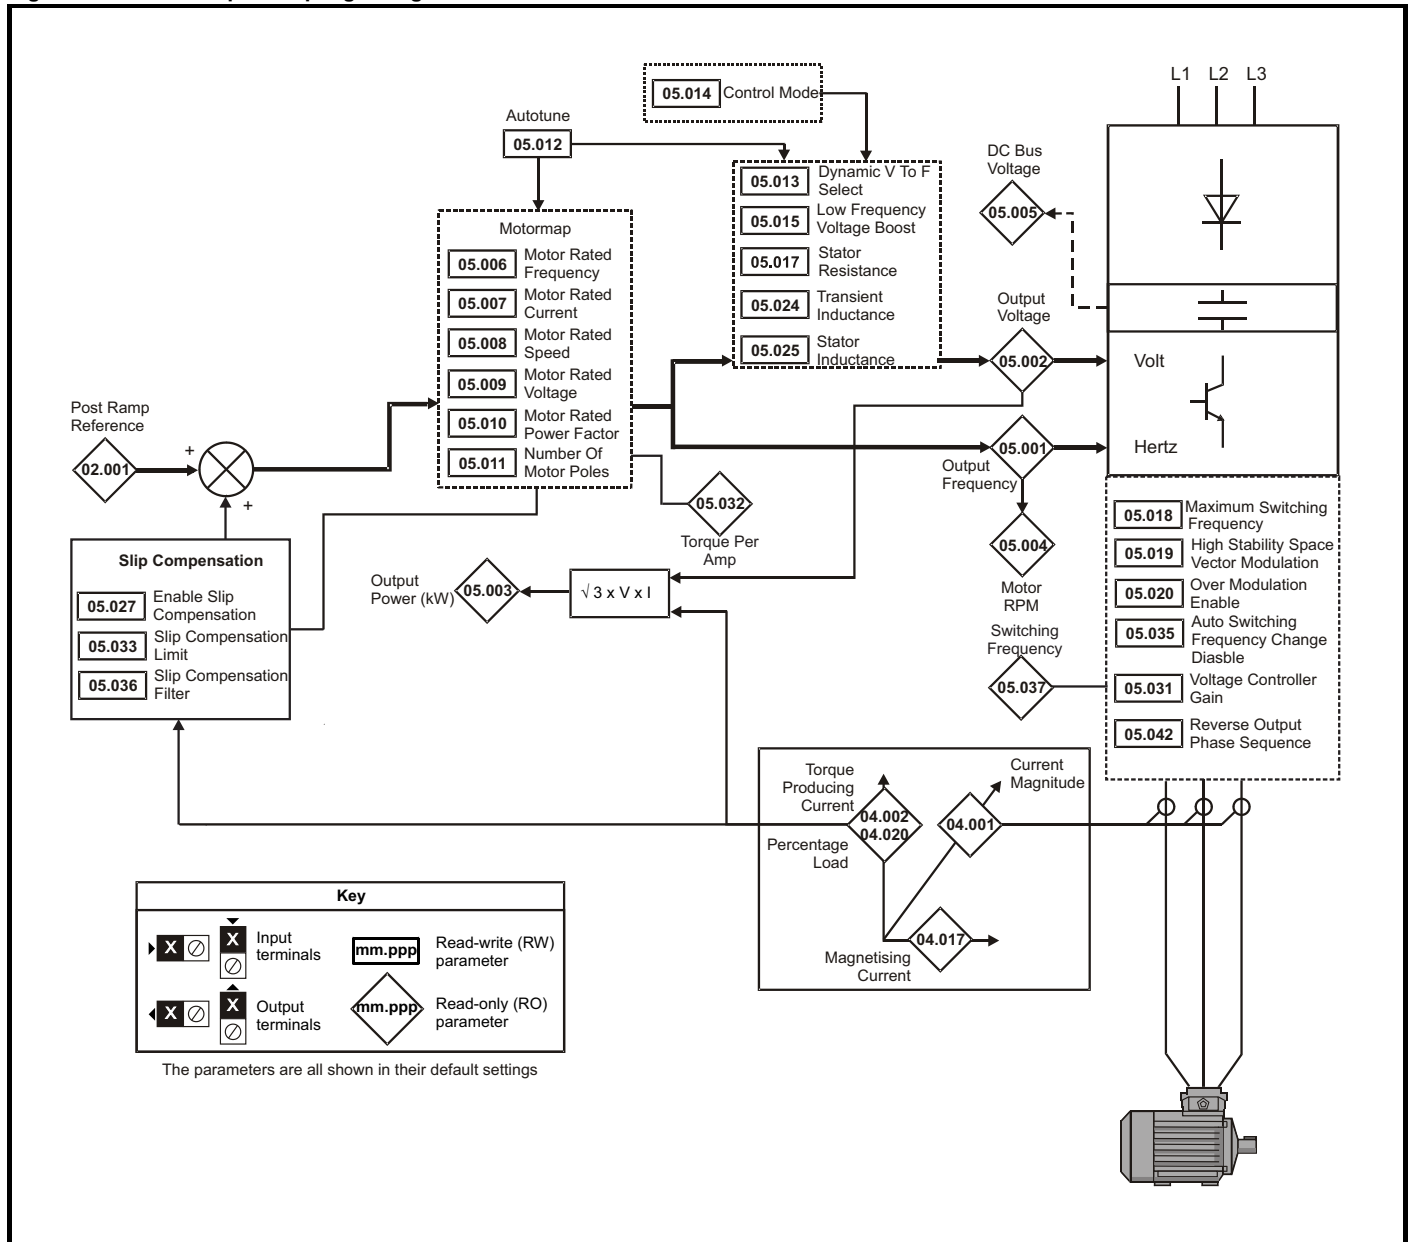 L1 L2 L3
05.014 Control Mode
Autotune
05.012
DC Bus
Voltage
05.005
05.013 Dynamic V To F
Select
05.015 Low Frequency
Voltage Boost
05.017 Stator
Resistance
05.024 Transient
Inductance
05.025 Stator
Inductance
Motormap
05.006 Motor Rated
Frequency
05.007 Motor Rated
Current
05.008 Motor Rated
Speed
05.009 Motor Rated
Voltage
05.010 Motor Rated
Power Factor
05.011 Number Of
Motor Poles
Output
Voltage
05.002
Volt
Post Ramp
Reference
02.001
+
+
05.001
Output
Frequency
Hertz
05.032
Torque Per
Amp
05.004
Motor
RPM
Slip Compensation
05.027 Enable Slip
Compensation
05.033 Slip Compensation
Limit
05.036 Slip Compensation
Filter
Output
Power (kW)
05.003
√ 3 x V x I
Switching
Frequency
05.037
05.018 Maximum Switching
Frequency
05.019 High Stability Space
Vector Modulation
05.020 Over Modulation
Enable
05.035 Auto Switching
Frequency Change
Diasble
05.031 Voltage Controller
Gain
05.042 Reverse Output
Phase Sequence
Torque
Producing
Current
04.002
04.020
Percentage
Load
Current
Magnitude
04.001
04.017
Magnetising
Current
Key
X X Input
terminals
mm.ppp Read-write (RW)
parameter
X X Output
terminals
mm.ppp Read-only (RO)
parameter
The parameters are all shown in their default settings